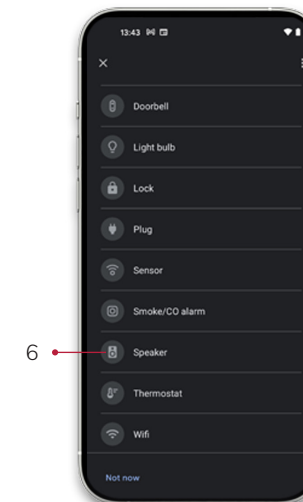 13:43
Doorbell
Light bulb
Lock
Plug
Sensor
Smoke/CO alarm
6
Speaker
Thermostat
Wifi
Not now